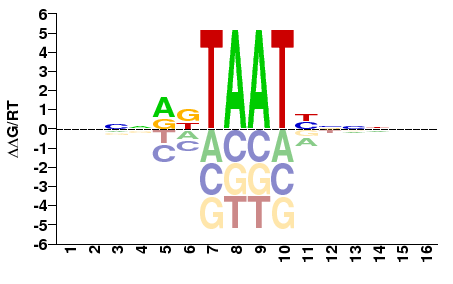 6
5
4
3
2
1
0
-1
-2
-3
-4
-5
-6
ΔΔG/RT
C A G T G T A A T T C
T C A C A C C A A
C G G C
G T T G
1 2 3 4 5 6 7 8 9 10 11 12 13 14 15 16